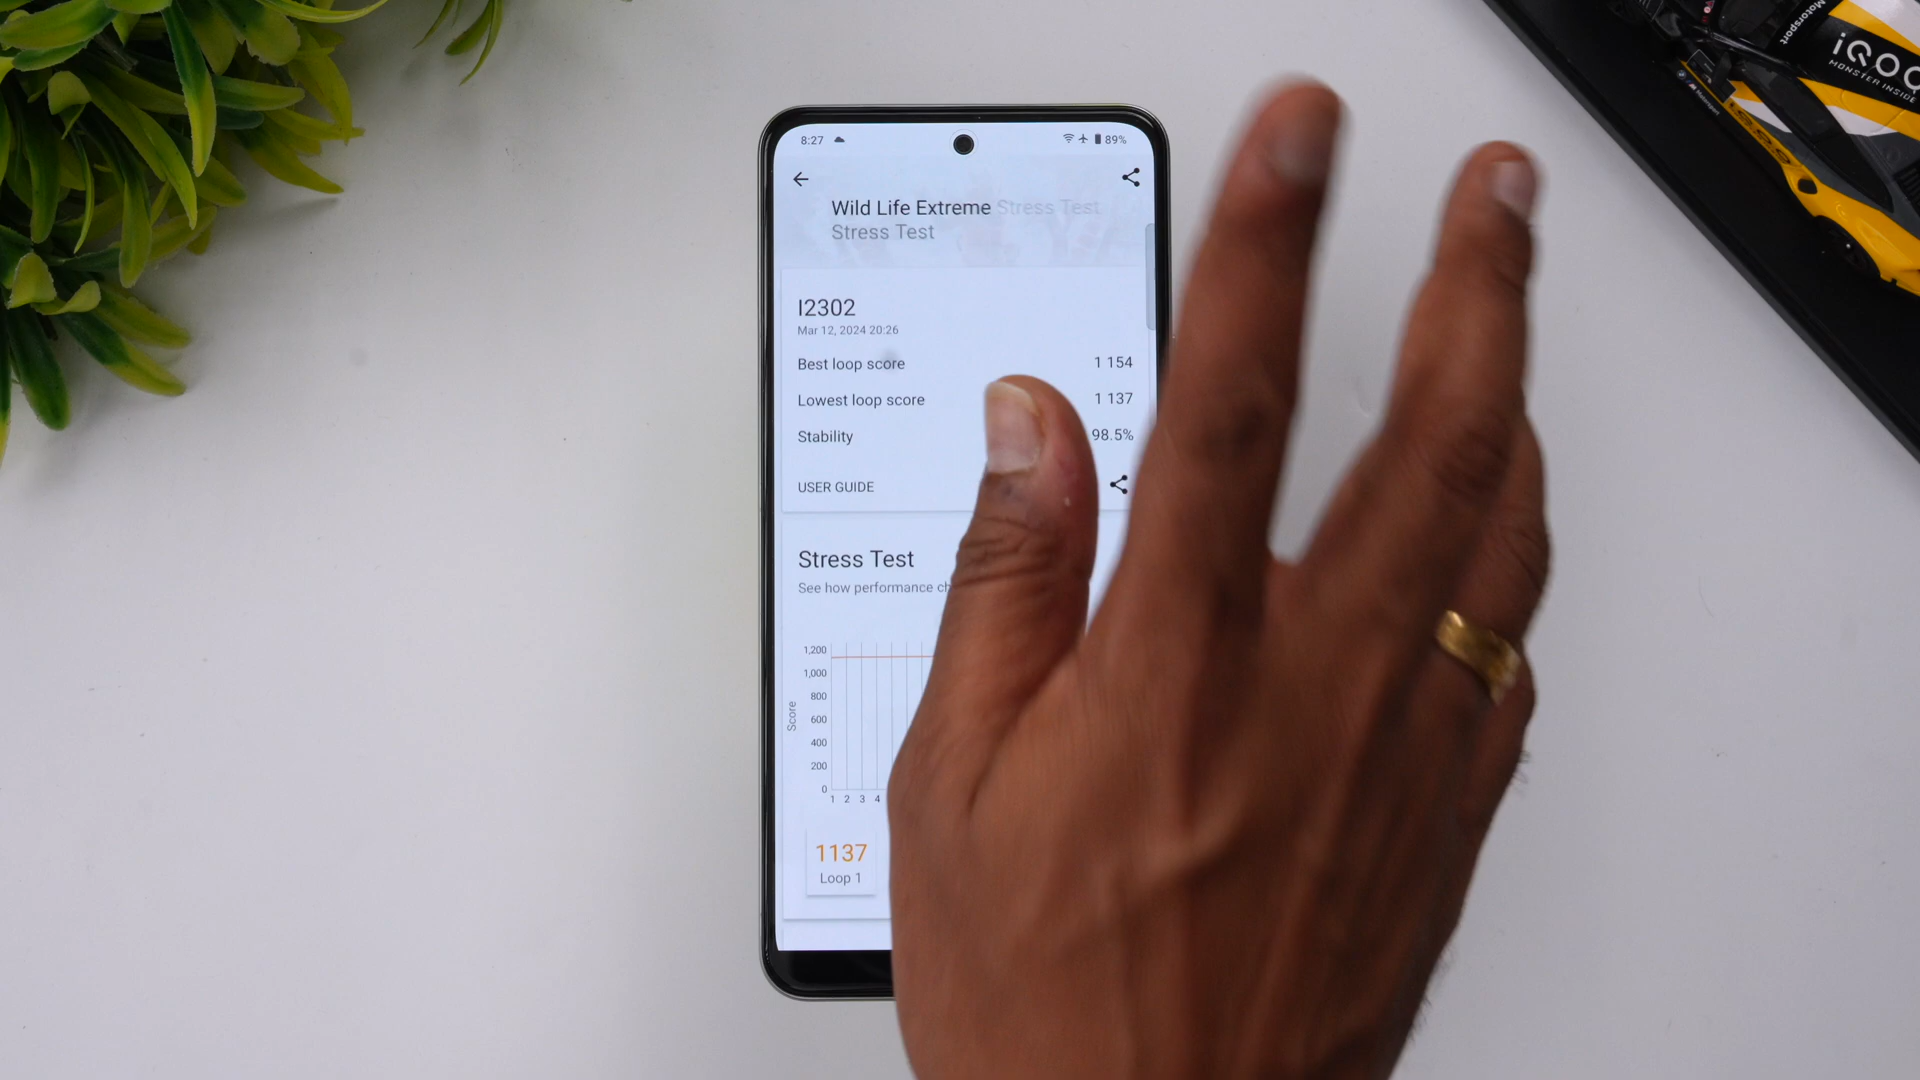 8:27
89%
Wild Life Extreme Stress Test
Stress Test
I2302
Mar 12, 2024 20:26
Best loop score 1 154
Lowest loop score 1 137
Stability 98.5%
USER GUIDE
Stress Test
See how performance
1,200
1,000
800
600
400
200
0
Score
1 2 3 4
1137
Loop 1
Motorsport
iQOO
MONSTER INSIDE
M Motorsport